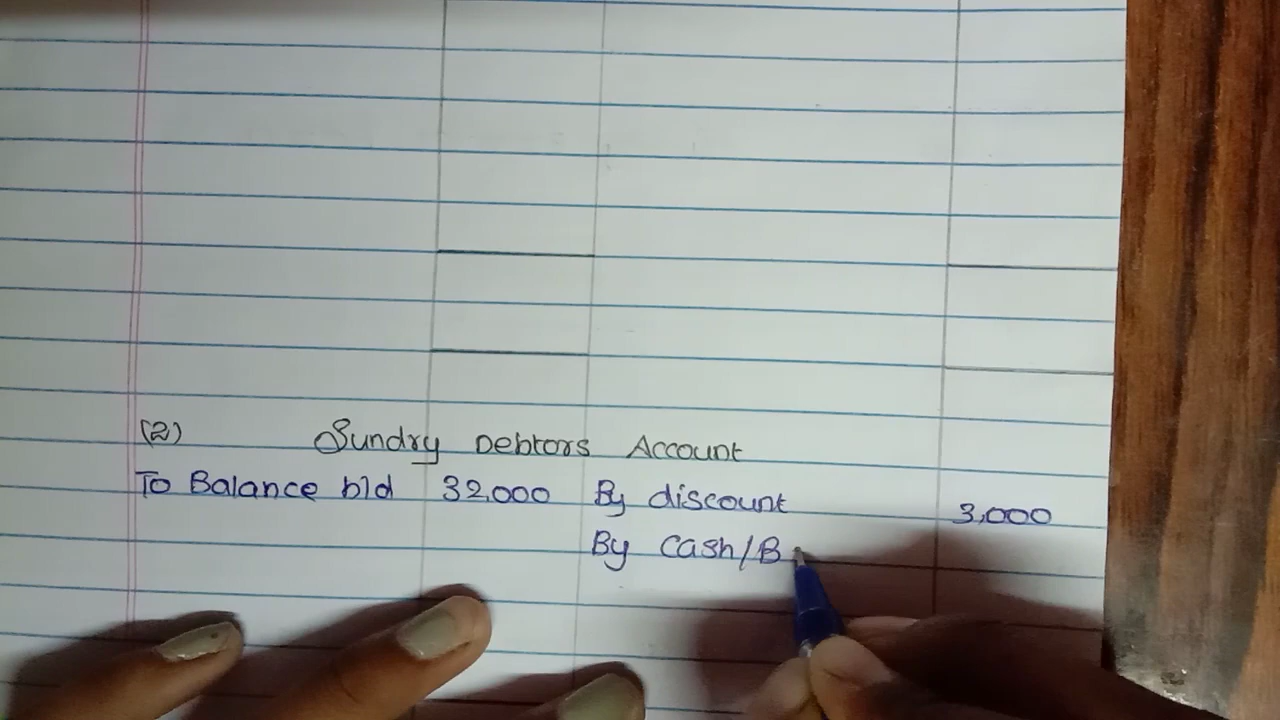 (2) Sundry Debtors Account
To Balance b/d 32,000 By discount 3,000
By cash/B